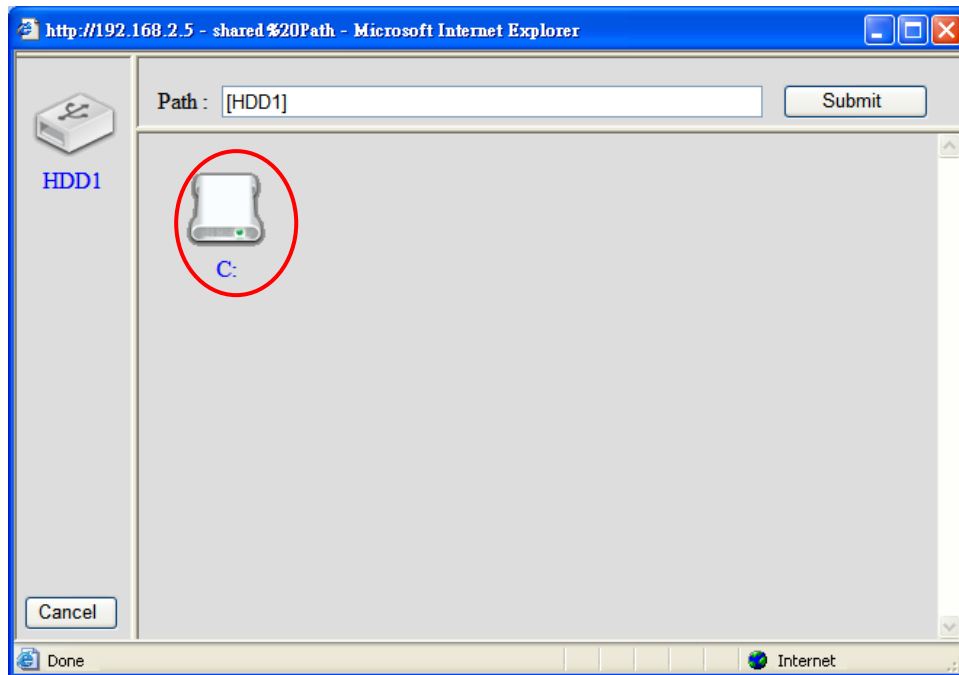 http://192.168.2.5 - shared%20Path - Microsoft Internet Explorer
Path : [HDD1] Submit
HDD1
C:
Cancel
Done Internet